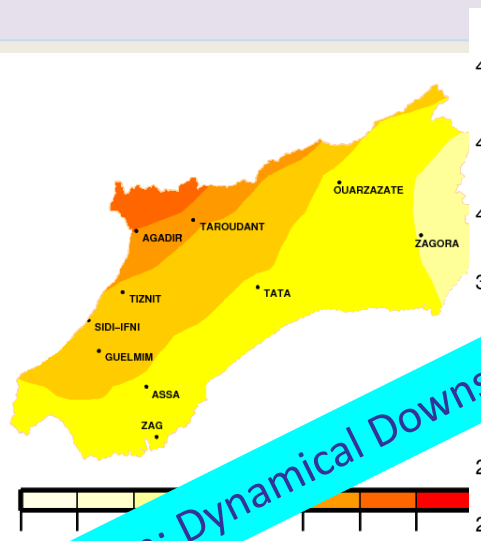 OUARZAZATE
TAROUDANT
AGADIR
ZAGORA
TATA
TIZNIT
SIDI–IFNI
GUELMIM
ASSA
ZAG
: Dynamical Downs